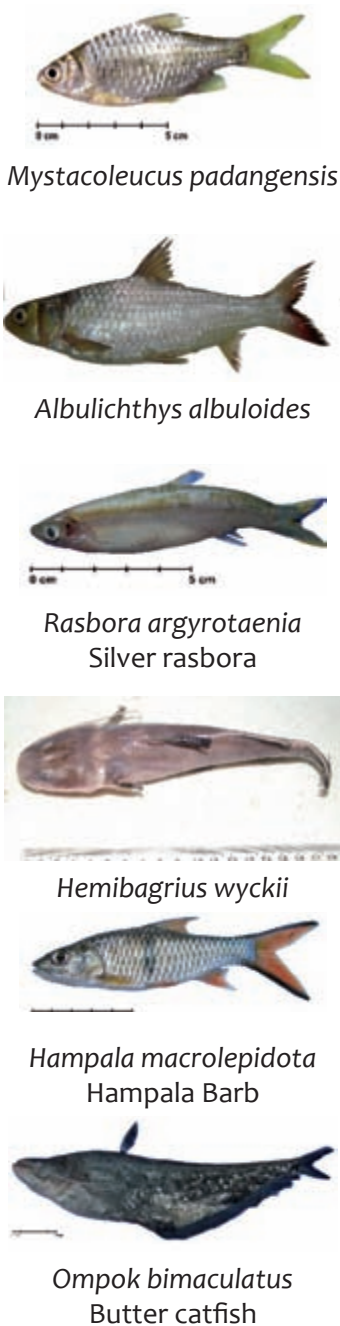 0 cm 5 cm
Mystacoleucus padangensis
Albulichthys albuloides
0 cm 5 cm
Rasbora argyrotaenia
Silver rasbora
Hemibagrius wyckii
Hampala macrolepidota
Hampala Barb
Ompok bimaculatus
Butter catfish